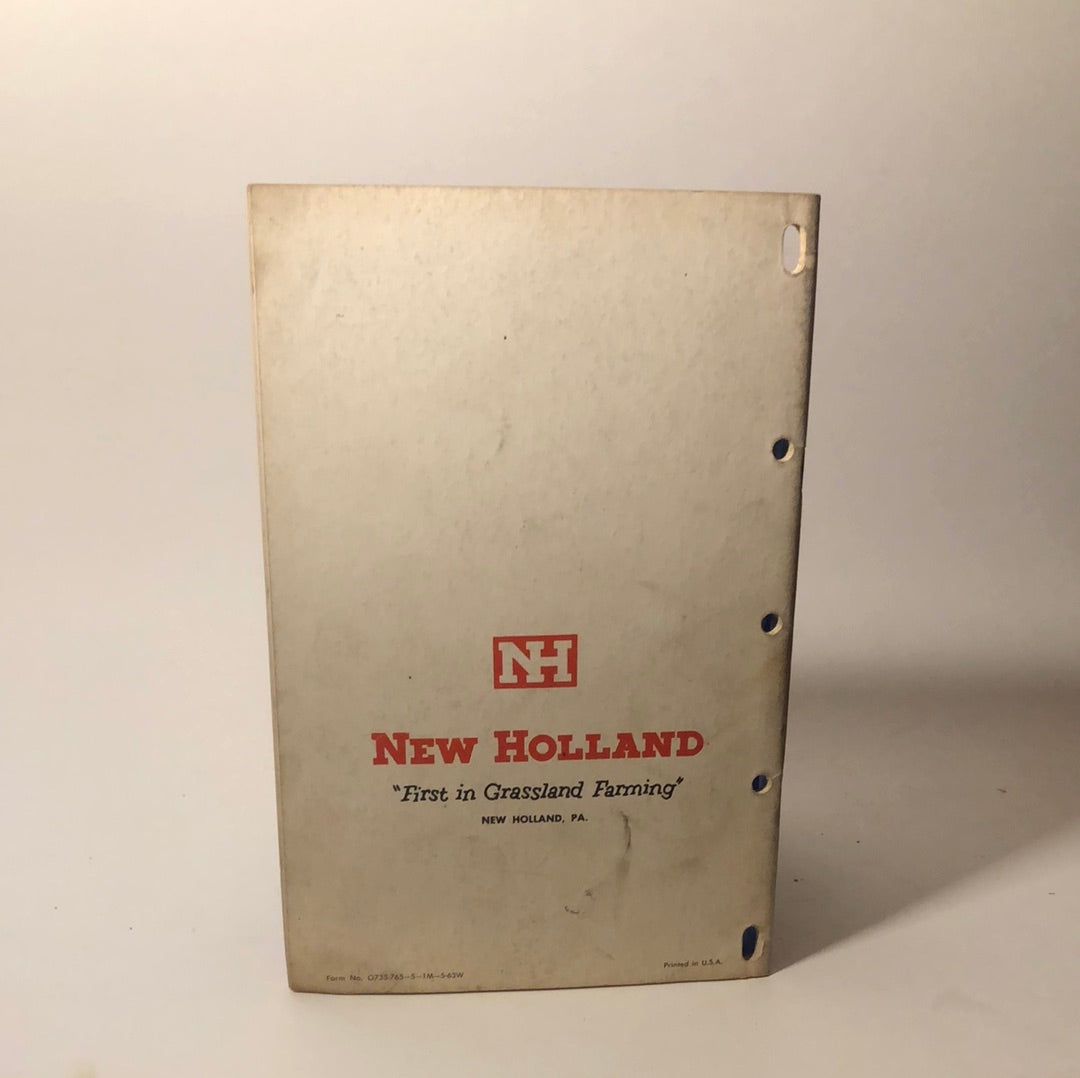 NH
NEW HOLLAND
"First in Grassland Farming"
NEW HOLLAND, PA.
Form No. O735-765—5—1M—5-63W
Printed in U.S.A.